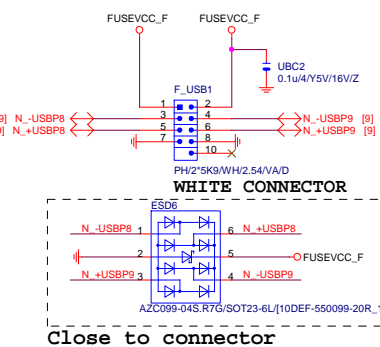 FUSEVCC_F FUSEVCC_F
UBC2
0.1u/4/Y5V/16V/Z
F_USB1
1 2
9] N_-USBP8 3 4 N_-USBP9 [9]
9] N_+USBP8 5 6 N_+USBP9 [9]
7 8
10
PH/2*5K9/WH/2.54/VA/D
WHITE CONNECTOR
ESD6
N_-USBP8 1 6 N_+USBP8
2 5 FUSEVCC_F
N_+USBP9 3 4 N_-USBP9
AZC099-04S.R7G/SOT23-6L/[10DEF-550099-20R_1
Close to connector